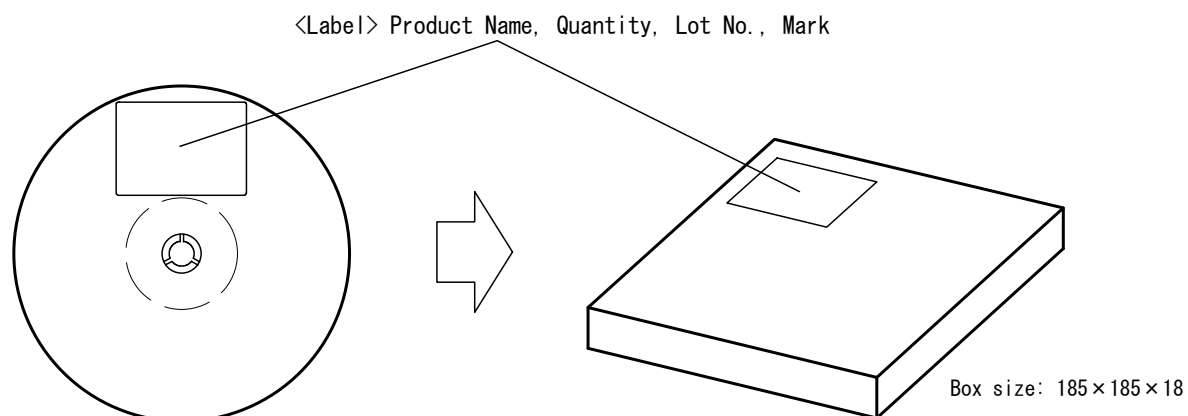 <Label> Product Name, Quantity, Lot No., Mark
Box size: 185×185×18